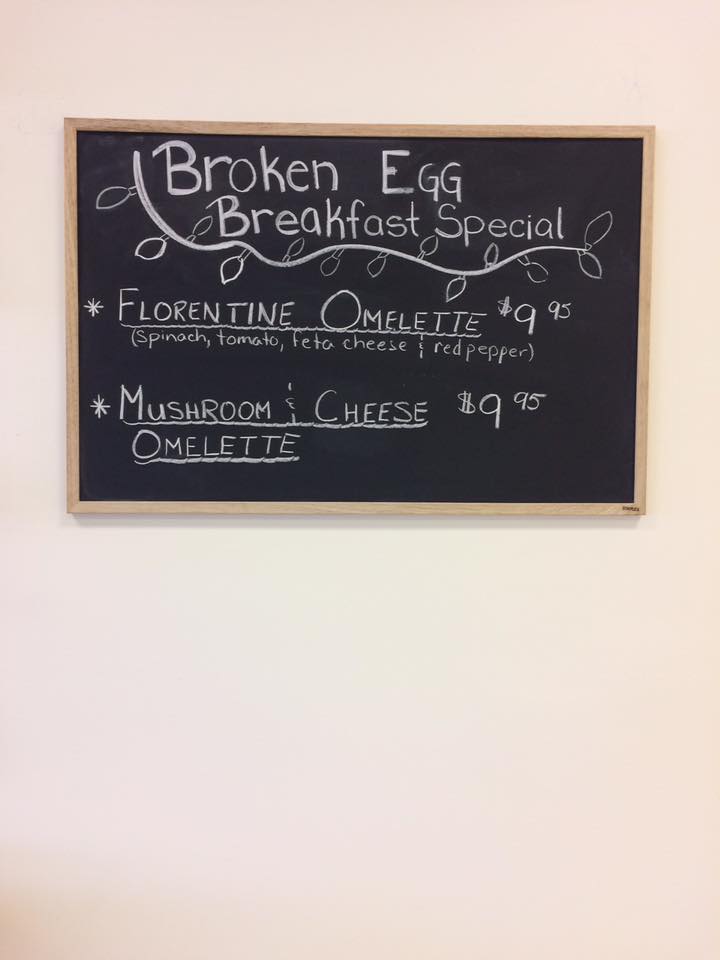 Broken Egg
Breakfast Special
* FLORENTINE OMELETTE $9 95
(Spinach, tomato, feta cheese & red pepper)
* MUSHROOM & CHEESE $9 95
OMELETTE